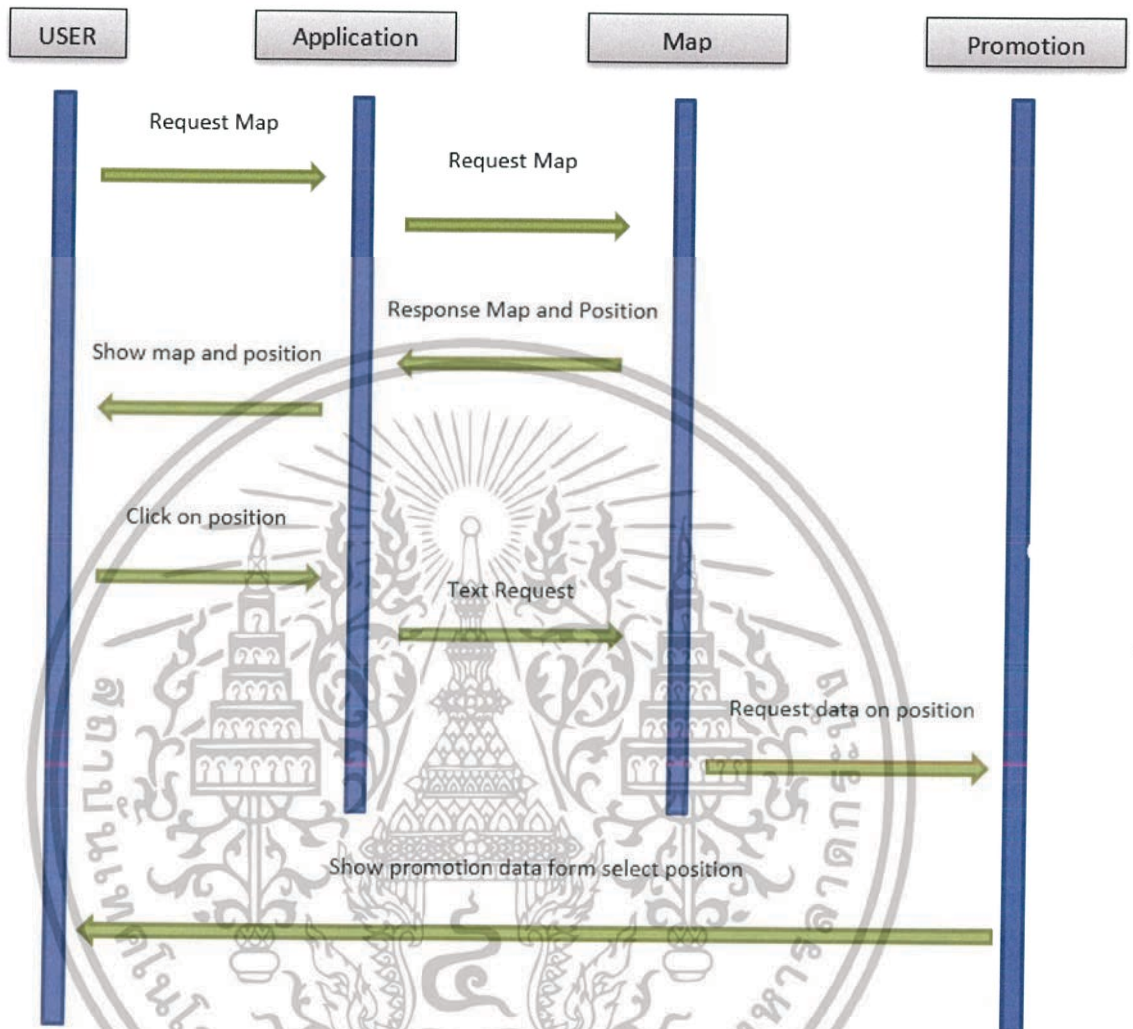 USER
Application
Map
Promotion
Request Map
Request Map
Response Map and Position
Show map and position
Click on position
Text Request
Request data on position
Show promotion data form select position